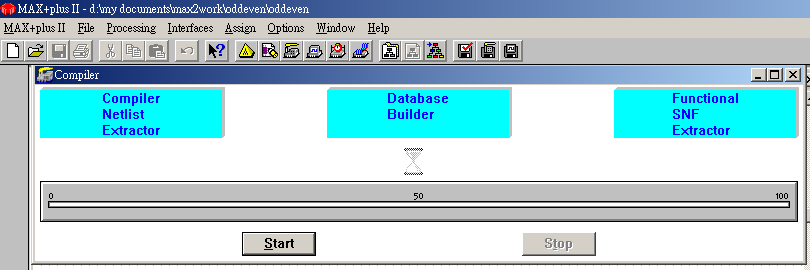 MAX+plus II - d:\my documents\max2work\oddeven\oddeven
MAX+plus II File Processing Interfaces Assign Options Window Help
Compiler
Compiler Netlist Extractor
Database Builder
Functional SNF Extractor
0 50 100
Start Stop